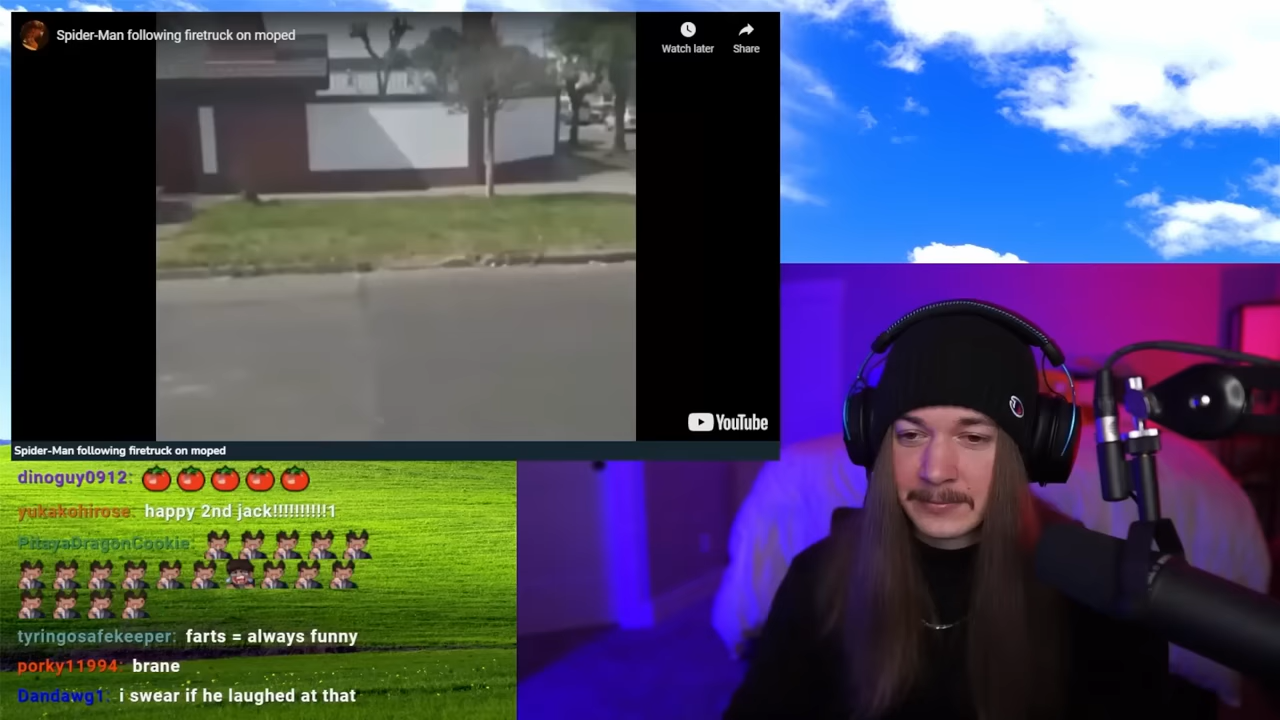 Spider-Man following firetruck on moped
Watch later
Share
YouTube
Spider-Man following firetruck on moped
dinoguy0912:
yukakohirose: happy 2nd jack!!!!!!!!!!1
PitayaDragonCookie:
tyringosafekeeper: farts = always funny
porky11994: brane
Dandawg1: i swear if he laughed at that